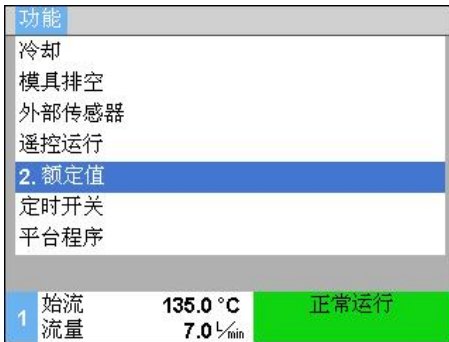 功能
冷却
模具排空
外部传感器
遥控运行
2. 额定值
定时开关
平台程序
1 始流 135.0 °C 正常运行
流量 7.0 L/min